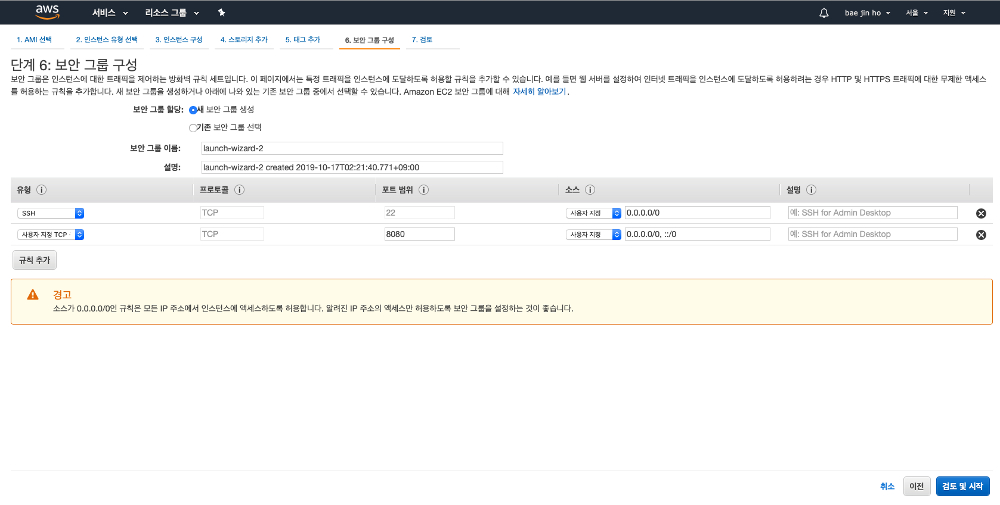 aws 서비스 리소스 그룹 bae jin ho 서울 지원
1. AMI 선택 2. 인스턴스 유형 선택 3. 인스턴스 구성 4. 스토리지 추가 5. 태그 추가 6. 보안 그룹 구성 7. 검토
단계 6: 보안 그룹 구성
보안 그룹은 인스턴스에 대한 트래픽을 제어하는 방화벽 규칙 세트입니다. 이 페이지에서는 특정 트래픽을 인스턴스에 도달하도록 허용할 규칙을 추가할 수 있습니다. 예를 들면 웹 서버를 설정하여 인터넷 트래픽을 인스턴스에 도달하도록 허용하려는 경우 HTTP 및 HTTPS 트래픽에 대한 무제한 액세스
를 허용하는 규칙을 추가합니다. 새 보안 그룹을 생성하거나 아래에 나와 있는 기존 보안 그룹 중에서 선택할 수 있습니다. Amazon EC2 보안 그룹에 대해 자세히 알아보기.
보안 그룹 할당: 새 보안 그룹 생성
기존 보안 그룹 선택
보안 그룹 이름: launch-wizard-2
설명: launch-wizard-2 created 2019-10-17T02:21:40.771+09:00
유형 i 프로토콜 i 포트 범위 i 소스 i 설명 i
SSH TCP 22 사용자 지정 0.0.0.0/0 예: SSH for Admin Desktop
사용자 지정 TCP TCP 8080 사용자 지정 0.0.0.0/0, ::/0 예: SSH for Admin Desktop
규칙 추가
경고
소스가 0.0.0.0/0인 규칙은 모든 IP 주소에서 인스턴스에 액세스하도록 허용합니다. 알려진 IP 주소의 액세스만 허용하도록 보안 그룹을 설정하는 것이 좋습니다.
취소 이전 검토 및 시작